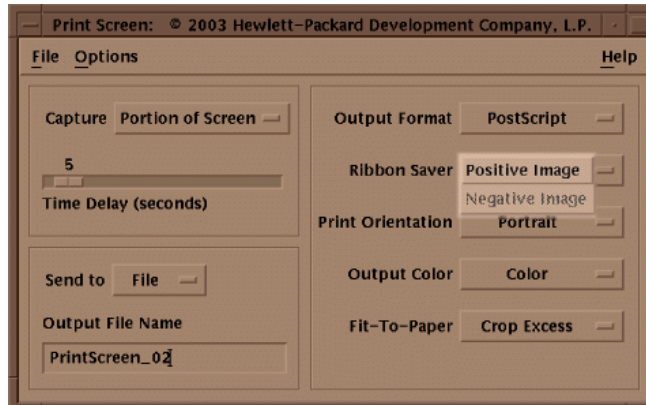 Print Screen: © 2003 Hewlett-Packard Development Company, L.P.
File Options Help
Capture Portion of Screen
5
Time Delay (seconds)
Send to File
Output File Name
PrintScreen_02
Output Format PostScript
Ribbon Saver Positive Image
Negative Image
Print Orientation Portrait
Output Color Color
Fit-To-Paper Crop Excess